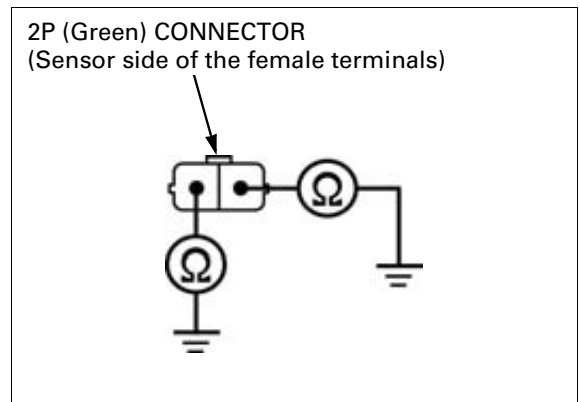 2P (Green) CONNECTOR
(Sensor side of the female terminals)
Ω
Ω